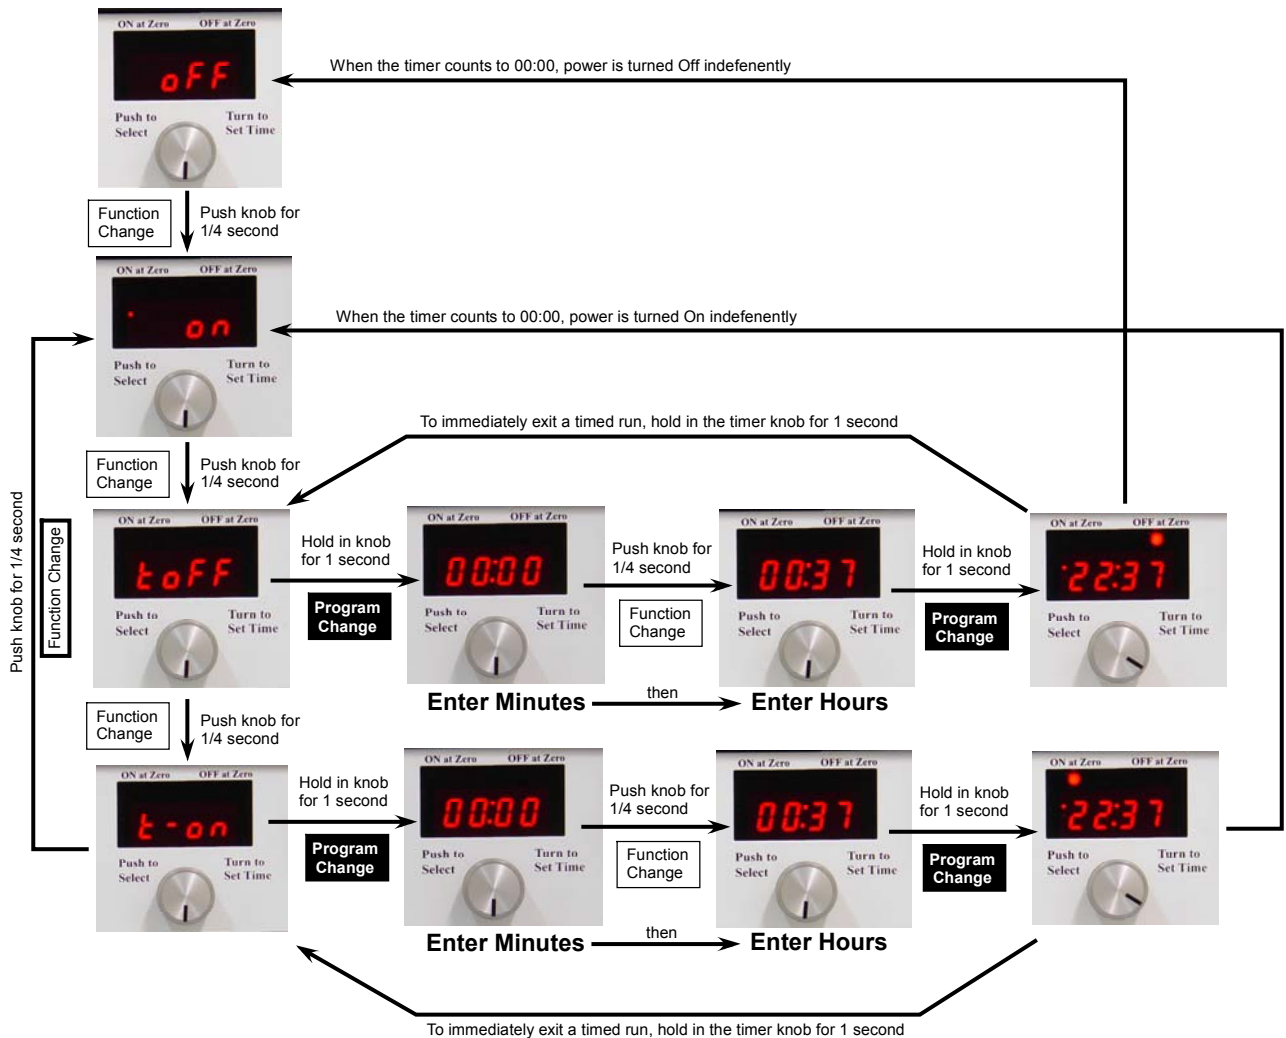 ON at Zero OFF at Zero
oFF
Push to Select
Turn to Set Time
When the timer counts to 00:00, power is turned Off indefenently
Function Change
Push knob for 1/4 second
ON at Zero OFF at Zero
on
Push to Select
Turn to Set Time
When the timer counts to 00:00, power is turned On indefenently
Push knob for 1/4 second
Function Change
Function Change
Push knob for 1/4 second
To immediately exit a timed run, hold in the timer knob for 1 second
ON at Zero OFF at Zero
toFF
Push to Select
Turn to Set Time
Hold in knob for 1 second
Program Change
ON at Zero OFF at Zero
00:00
Push to Select
Turn to Set Time
Push knob for 1/4 second
Function Change
ON at Zero OFF at Zero
00:37
Push to Select
Turn to Set Time
Hold in knob for 1 second
Program Change
ON at Zero OFF at Zero
22:37
Push to Select
Turn to Set Time
Enter Minutes
then
Enter Hours
Function Change
Push knob for 1/4 second
ON at Zero OFF at Zero
t-on
Push to Select
Turn to Set Time
Hold in knob for 1 second
Program Change
ON at Zero OFF at Zero
00:00
Push to Select
Turn to Set Time
Push knob for 1/4 second
Function Change
ON at Zero OFF at Zero
00:37
Push to Select
Turn to Set Time
Hold in knob for 1 second
Program Change
ON at Zero OFF at Zero
22:37
Push to Select
Turn to Set Time
Enter Minutes
then
Enter Hours
To immediately exit a timed run, hold in the timer knob for 1 second